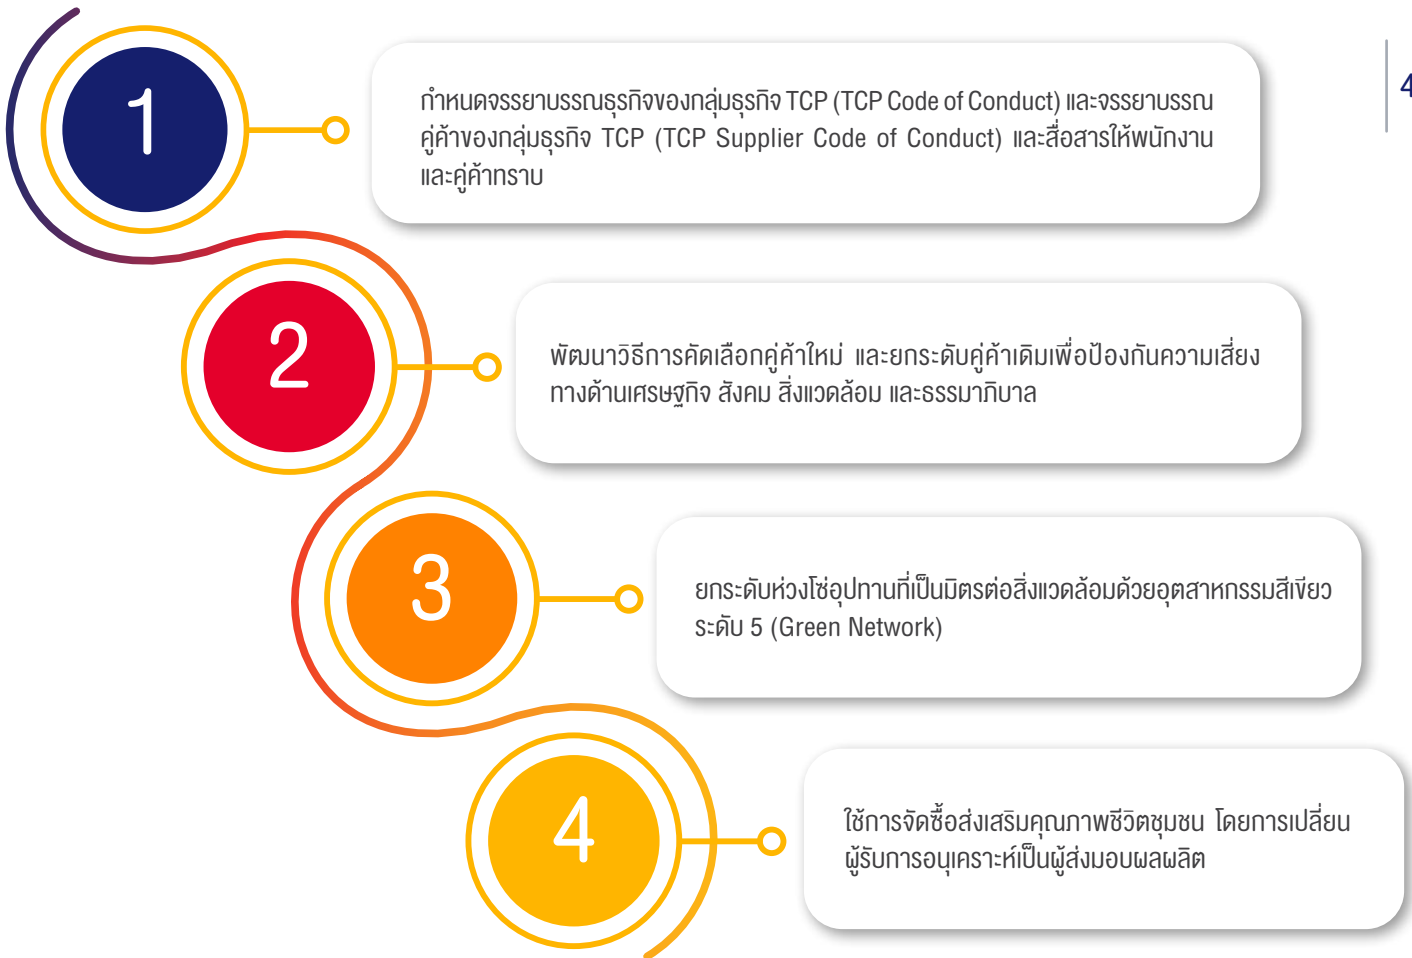 1
กำหนดจรรยาบรรณธุรกิจของกลุ่มธุรกิจ TCP (TCP Code of Conduct) และจรรยาบรรณ
คู่ค้าของกลุ่มธุรกิจ TCP (TCP Supplier Code of Conduct) และสื่อสารให้พนักงาน
และคู่ค้าทราบ
4
2
พัฒนาวิธีการคัดเลือกคู่ค้าใหม่ และยกระดับคู่ค้าเดิมเพื่อป้องกันความเสี่ยง
ทางด้านเศรษฐกิจ สังคม สิ่งแวดล้อม และธรรมาภิบาล
3
ยกระดับห่วงโซ่อุปทานที่เป็นมิตรต่อสิ่งแวดล้อมด้วยอุตสาหกรรมสีเขียว
ระดับ 5 (Green Network)
4
ใช้การจัดซื้อส่งเสริมคุณภาพชีวิตชุมชน โดยการเปลี่ยน
ผู้รับการอนุเคราะห์เป็นผู้ส่งมอบผลผลิต